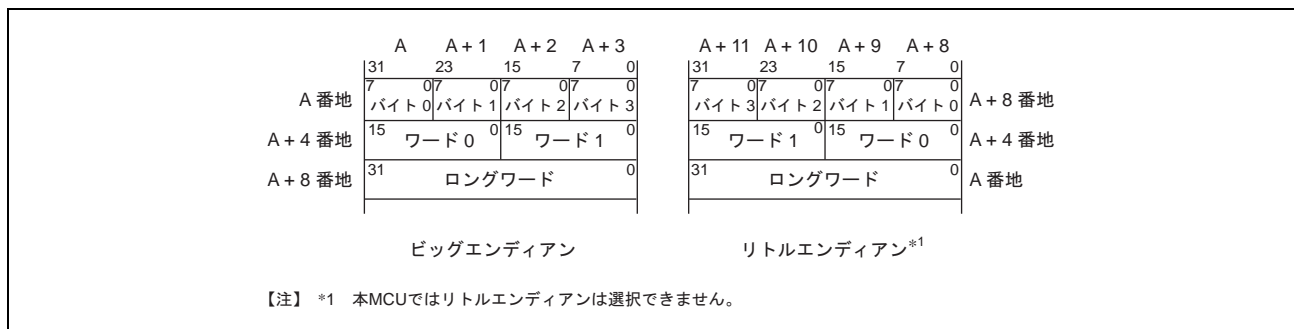 A A + 1 A + 2 A + 3 A + 11 A + 10 A + 9 A + 8
31 23 15 7 0 31 23 15 7 0
7 0 7 0 7 0 7 0 7 0 7 0 7 0 7 0
A 番地 バイト 0 バイト 1 バイト 2 バイト 3 バイト 3 バイト 2 バイト 1 バイト 0 A + 8 番地
A + 4 番地 15 ワード 0 0 15 ワード 1 0 15 ワード 1 0 15 ワード 0 0 A + 4 番地
A + 8 番地 31 ロングワード 0 31 ロングワード 0 A 番地
ビッグエンディアン リトルエンディアン*1
【注】 *1 本MCUではリトルエンディアンは選択できません。